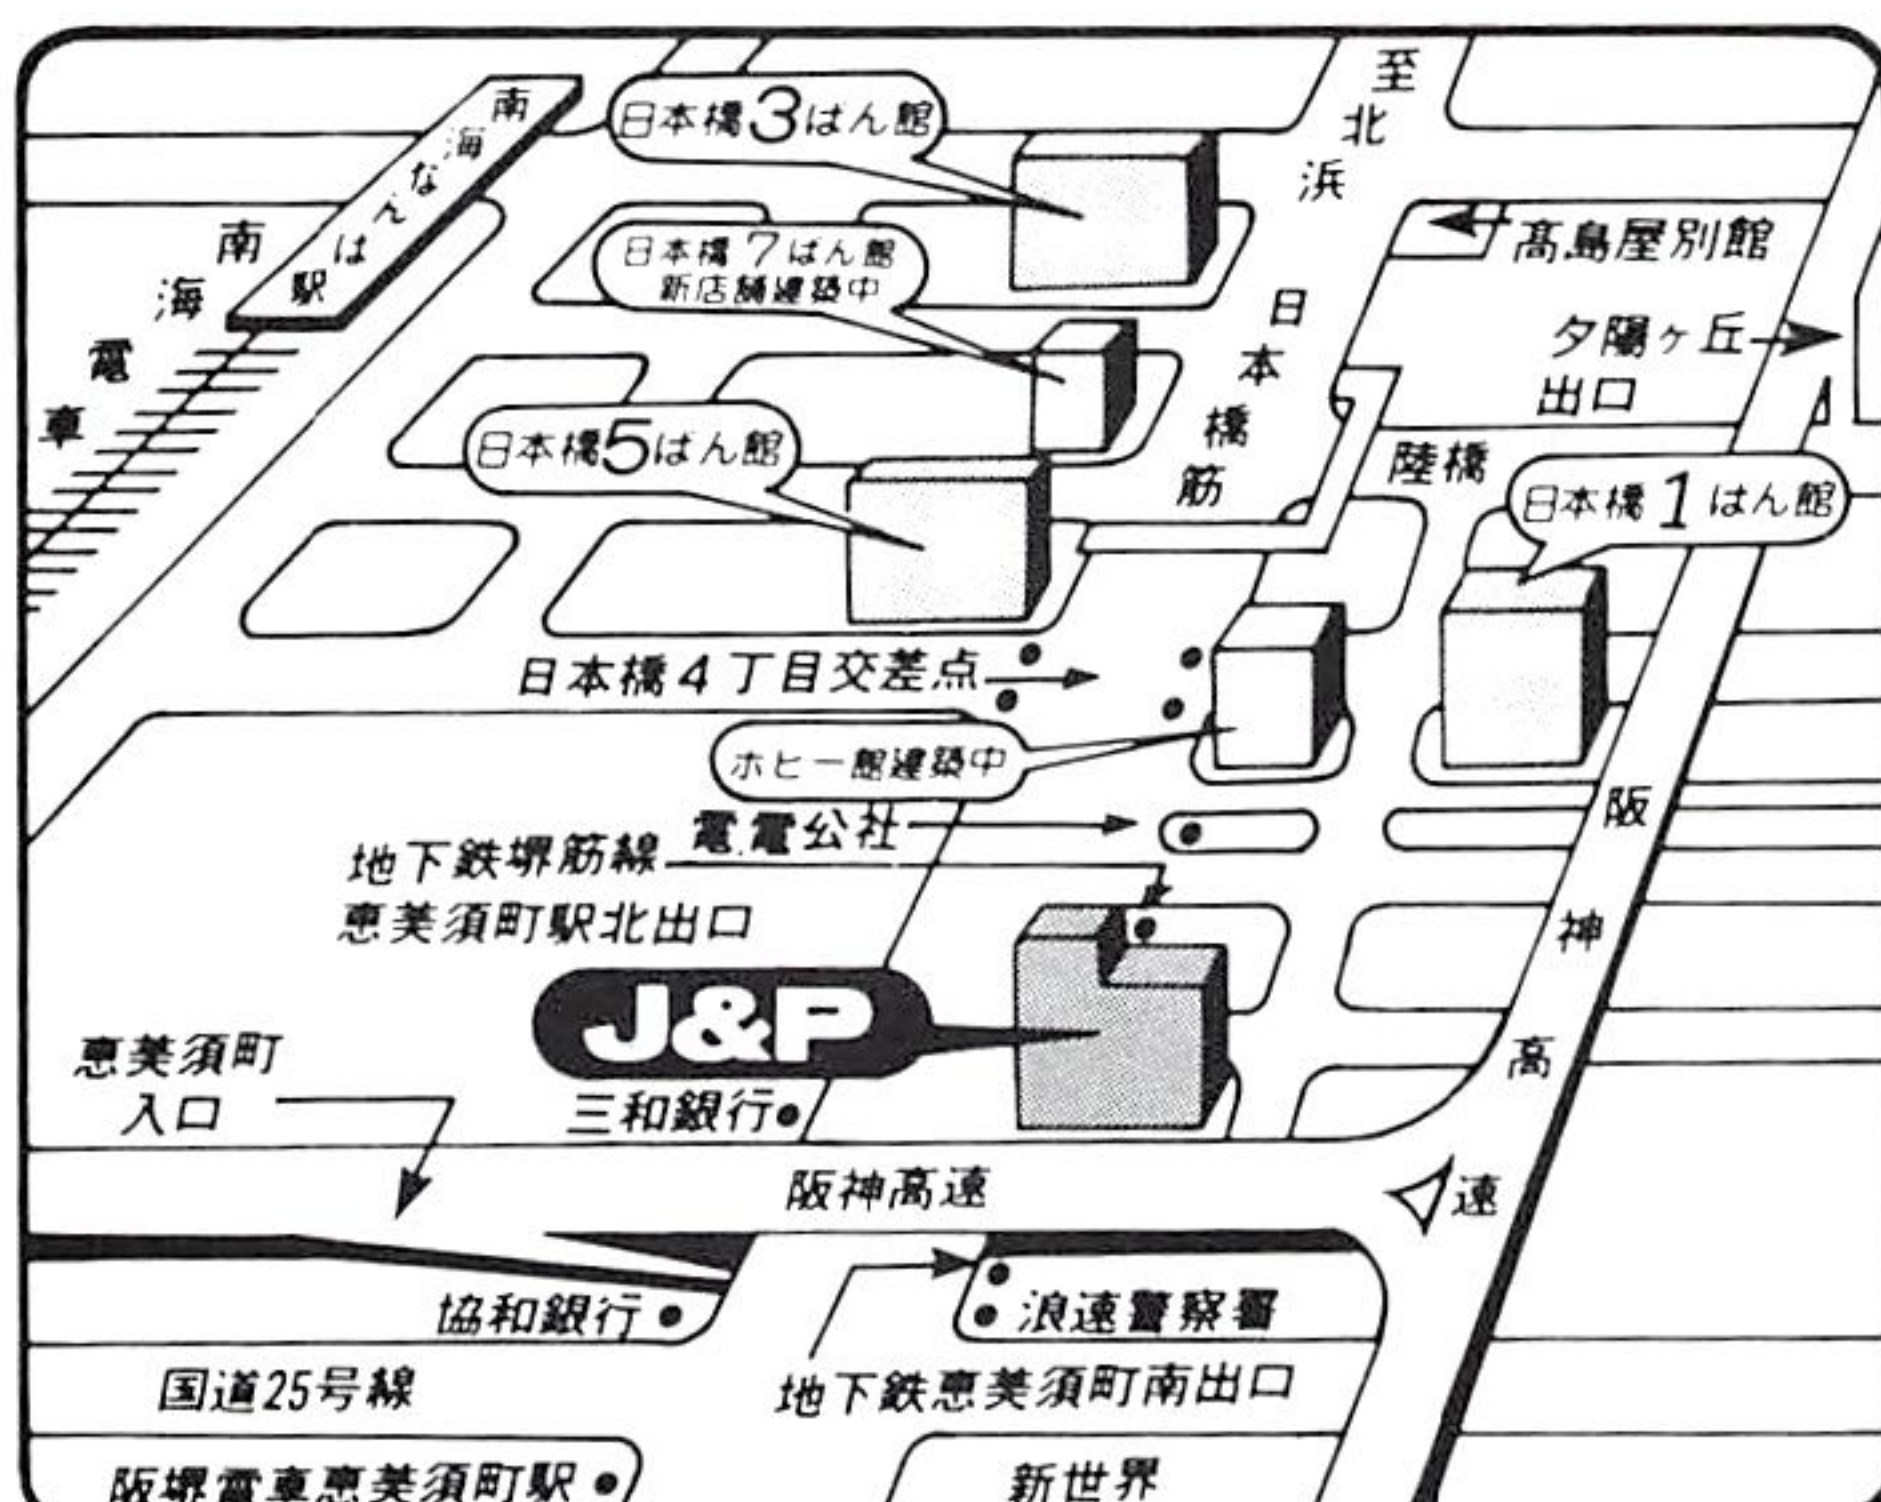 至北浜
南海なんば駅
日本橋3ばん館
南海電車
髙島屋別館
日本橋7ばん館
新店舗建築中
日本橋筋
夕陽ヶ丘
出口
日本橋5ばん館
陸橋
日本橋1ばん館
日本橋4丁目交差点
ホビー館建築中
電電公社
地下鉄堺筋線
恵美須町駅北出口
阪神高速
J&P
恵美須町
入口
三和銀行
阪神高速
協和銀行
浪速警察署
国道25号線
地下鉄恵美須町南出口
阪堺電車恵美須町駅
新世界